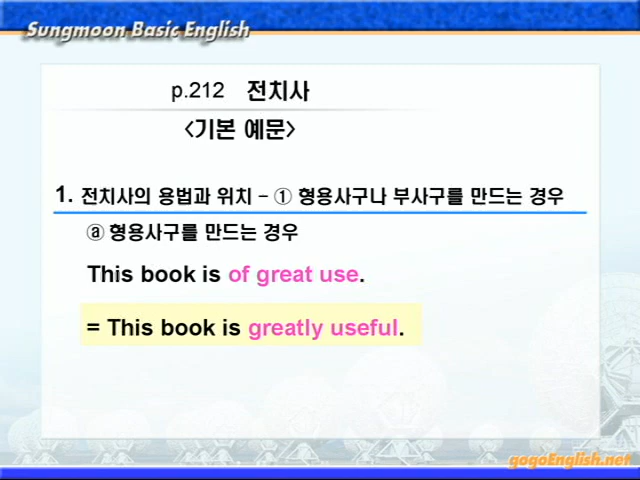 Sungmoon Basic English
p.212 전치사
<기본 예문>
1. 전치사의 용법과 위치 - ① 형용사구나 부사구를 만드는 경우
ⓐ 형용사구를 만드는 경우
This book is of great use.
= This book is greatly useful.
gogoEnglish.net